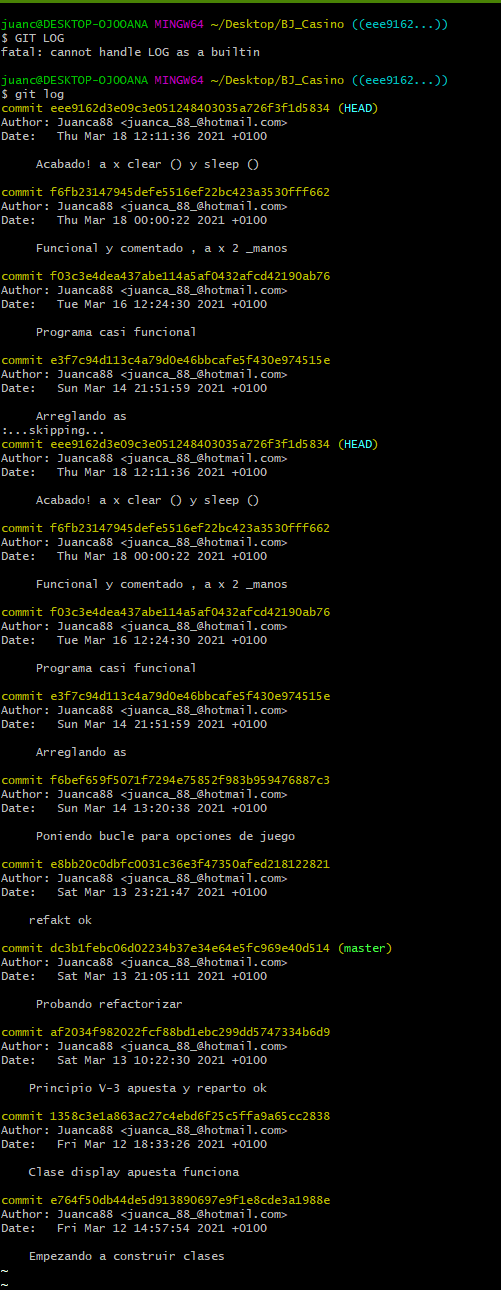 juanc@DESKTOP-OJOOANA MINGW64 ~/Desktop/BJ_Casino ((eee9162...))
$ GIT LOG
fatal: cannot handle LOG as a builtin
juanc@DESKTOP-OJOOANA MINGW64 ~/Desktop/BJ_Casino ((eee9162...))
$ git log
commit eee9162d3e09c3e051248403035a726f3f1d5834 (HEAD)
Author: Juanca88 <juanca_88_@hotmail.com>
Date:   Thu Mar 18 12:11:36 2021 +0100
Acabado! a x clear () y sleep ()
commit f6fb23147945defe5516ef22bc423a3530fff662
Author: Juanca88 <juanca_88_@hotmail.com>
Date:   Thu Mar 18 00:00:22 2021 +0100
Funcional y comentado , a x 2 _manos
commit f03c3e4dea437abe114a5af0432afcd42190ab76
Author: Juanca88 <juanca_88_@hotmail.com>
Date:   Tue Mar 16 12:24:30 2021 +0100
Programa casi funcional
commit e3f7c94d113c4a79d0e46bbcafe5f430e974515e
Author: Juanca88 <juanca_88_@hotmail.com>
Date:   Sun Mar 14 21:51:59 2021 +0100
Arreglando as
:...skipping...
commit eee9162d3e09c3e051248403035a726f3f1d5834 (HEAD)
Author: Juanca88 <juanca_88_@hotmail.com>
Date:   Thu Mar 18 12:11:36 2021 +0100
Acabado! a x clear () y sleep ()
commit f6fb23147945defe5516ef22bc423a3530fff662
Author: Juanca88 <juanca_88_@hotmail.com>
Date:   Thu Mar 18 00:00:22 2021 +0100
Funcional y comentado , a x 2 _manos
commit f03c3e4dea437abe114a5af0432afcd42190ab76
Author: Juanca88 <juanca_88_@hotmail.com>
Date:   Tue Mar 16 12:24:30 2021 +0100
Programa casi funcional
commit e3f7c94d113c4a79d0e46bbcafe5f430e974515e
Author: Juanca88 <juanca_88_@hotmail.com>
Date:   Sun Mar 14 21:51:59 2021 +0100
Arreglando as
commit f6bef659f5071f7294e75852f983b959476887c3
Author: Juanca88 <juanca_88_@hotmail.com>
Date:   Sun Mar 14 13:20:38 2021 +0100
Poniendo bucle para opciones de juego
commit e8bb20c0dbfc0031c36e3f47350afed218122821
Author: Juanca88 <juanca_88_@hotmail.com>
Date:   Sat Mar 13 23:21:47 2021 +0100
refakt ok
commit dc3b1febc06d02234b37e34e64e5fc969e40d514 (master)
Author: Juanca88 <juanca_88_@hotmail.com>
Date:   Sat Mar 13 21:05:11 2021 +0100
Probando refactorizar
commit af2034f982022fcf88bd1ebc299dd5747334b6d9
Author: Juanca88 <juanca_88_@hotmail.com>
Date:   Sat Mar 13 10:22:30 2021 +0100
Principio V-3 apuesta y reparto ok
commit 1358c3e1a863ac27c4ebd6f25c5ffa9a65cc2838
Author: Juanca88 <juanca_88_@hotmail.com>
Date:   Fri Mar 12 18:33:26 2021 +0100
Clase display apuesta funciona
commit e764f50db44de5d913890697e9f1e8cde3a1988e
Author: Juanca88 <juanca_88_@hotmail.com>
Date:   Fri Mar 12 14:57:54 2021 +0100
Empezando a construir clases
~
~